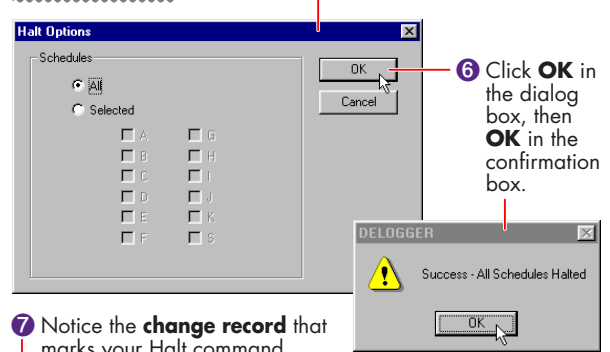 Halt Options
Schedules
All
Selected
A
B
C
D
E
F
G
H
I
J
K
S
OK
Cancel
6 Click OK in
the dialog
box, then
OK in the
confirmation
box.
DELOGGER
Success - All Schedules Halted
OK
7 Notice the change record that
marks your Halt command